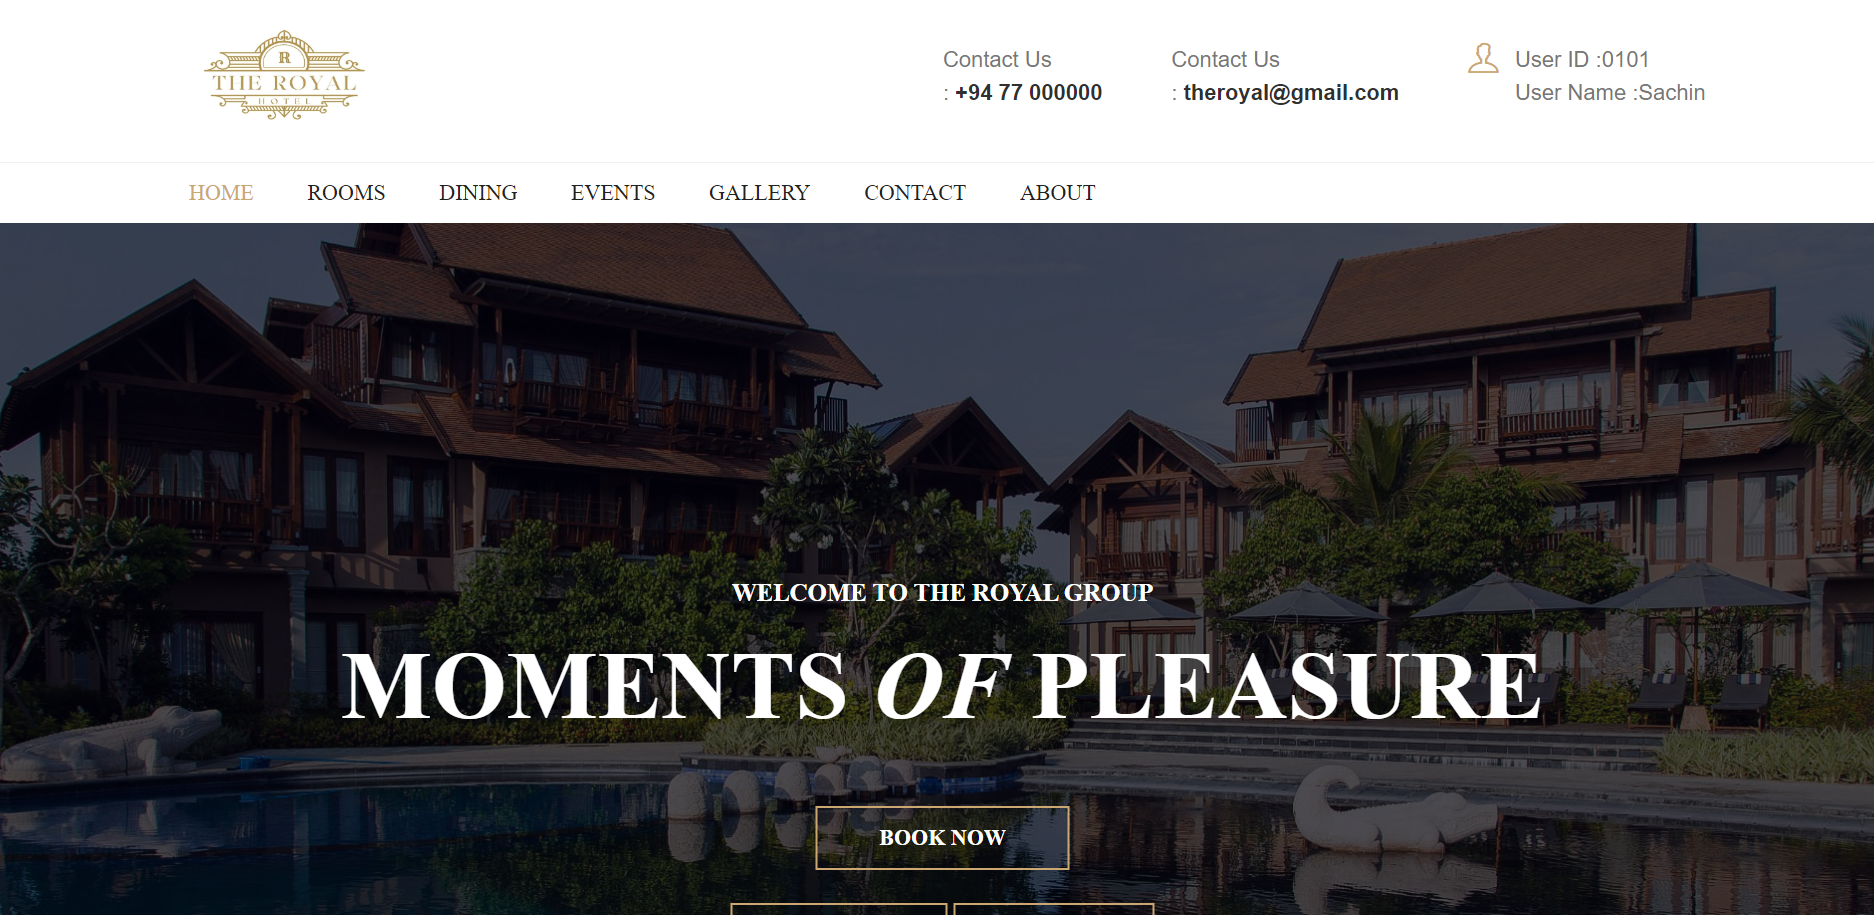 R
THE ROYAL
HOTEL
Contact Us
: +94 77 000000
Contact Us
: theroyal@gmail.com
User ID :0101
User Name :Sachin
HOME
ROOMS
DINING
EVENTS
GALLERY
CONTACT
ABOUT
WELCOME TO THE ROYAL GROUP
MOMENTS OF PLEASURE
BOOK NOW